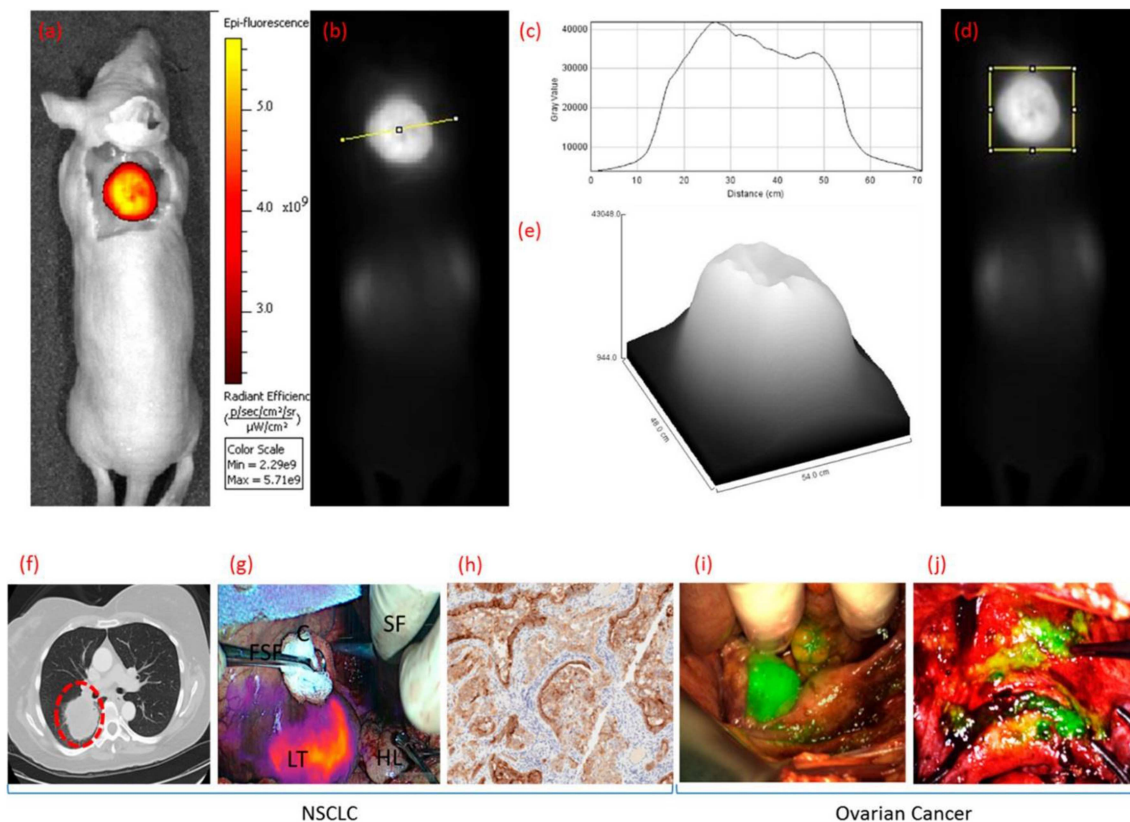 (a)
Epi-fluorescence
5.0
4.0
x10⁹
3.0
Radiant Efficienc
(p/sec/cm²/sr
µW/cm²)
Color Scale
Min = 2.29e9
Max = 5.71e9
(b)
(c)
40000
30000
20000
10000
Gray Value
0
10
20
30
40
50
60
70
Distance (cm)
(d)
(e)
43048.0
944.0
48.0 cm
54.0 cm
(f)
(g)
C
FSF
SF
LT
HL
(h)
(i)
(j)
NSCLC
Ovarian Cancer